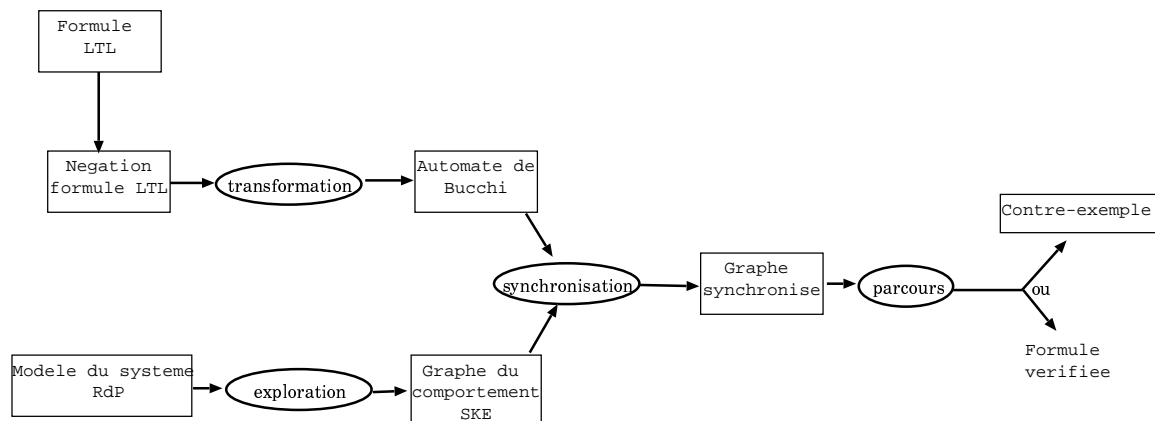 Formule
LTL
Negation
formule LTL
transformation
Automate de
Bucchi
synchronisation
Graphe
synchronise
parcours
Contre-exemple
ou
Formule
verifiee
Modele du systeme
RdP
exploration
Graphe du
comportement
SKE